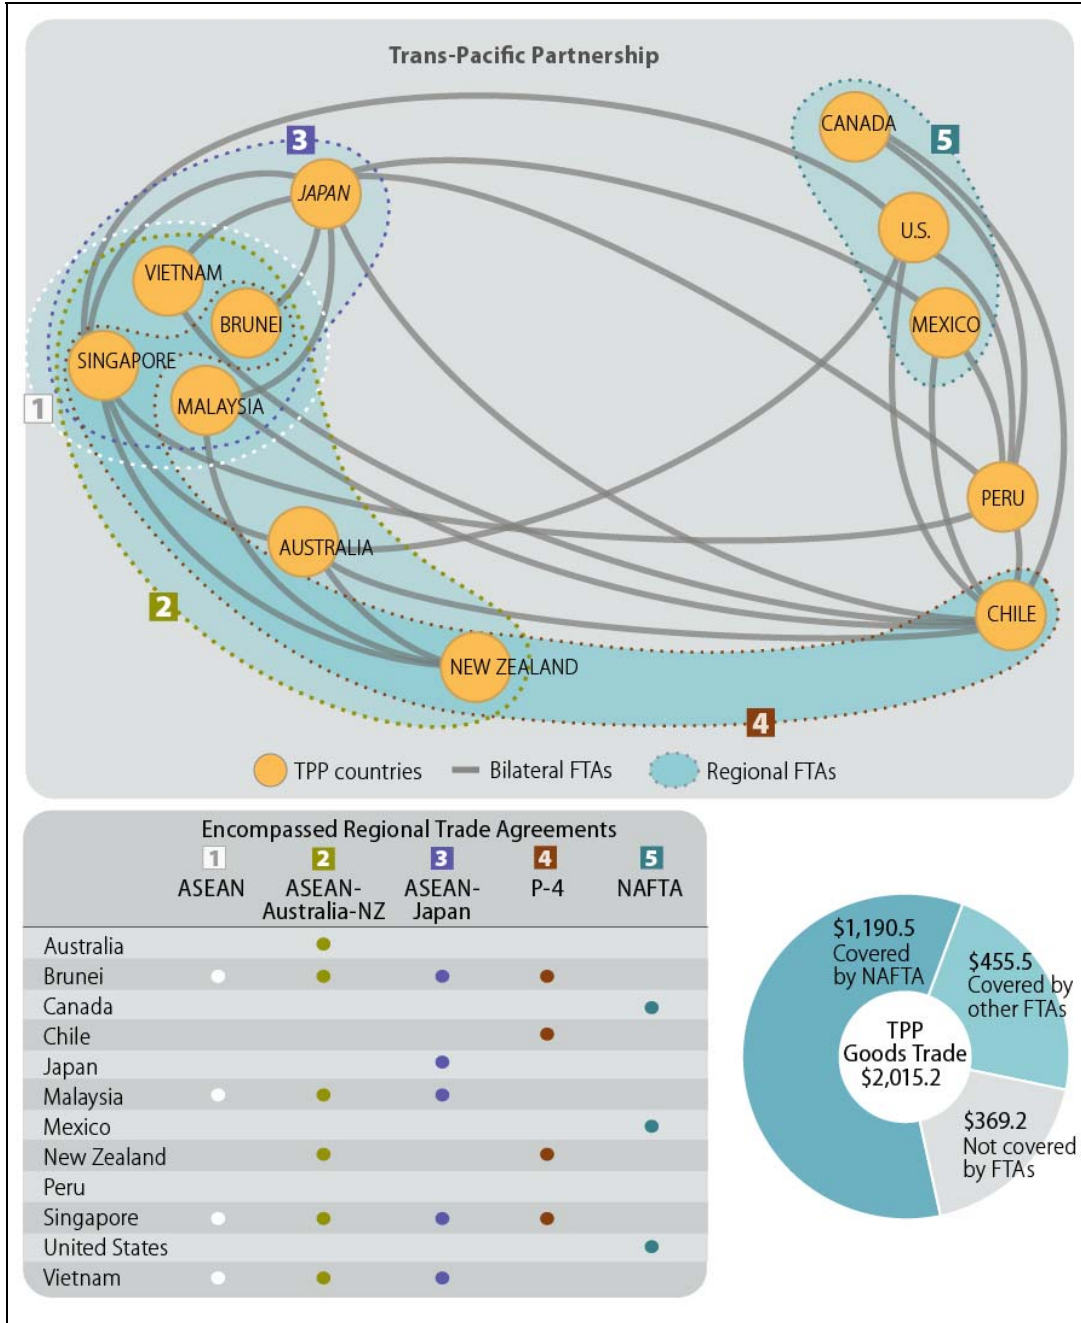 Trans-Pacific Partnership
CANADA
5
3
JAPAN
U.S.
VIETNAM
BRUNEI
MEXICO
SINGAPORE
1
MALAYSIA
PERU
AUSTRALIA
2
CHILE
NEW ZEALAND
4
TPP countries
Bilateral FTAs
Regional FTAs
Encompassed Regional Trade Agreements
1 2 3 4 5
ASEAN ASEAN- ASEAN- P-4 NAFTA
Australia-NZ Japan
Australia
Brunei
Canada
Chile
Japan
Malaysia
Mexico
New Zealand
Peru
Singapore
United States
Vietnam
$1,190.5
Covered
by NAFTA
$455.5
Covered by
other FTAs
TPP
Goods Trade
$2,015.2
$369.2
Not covered
by FTAs